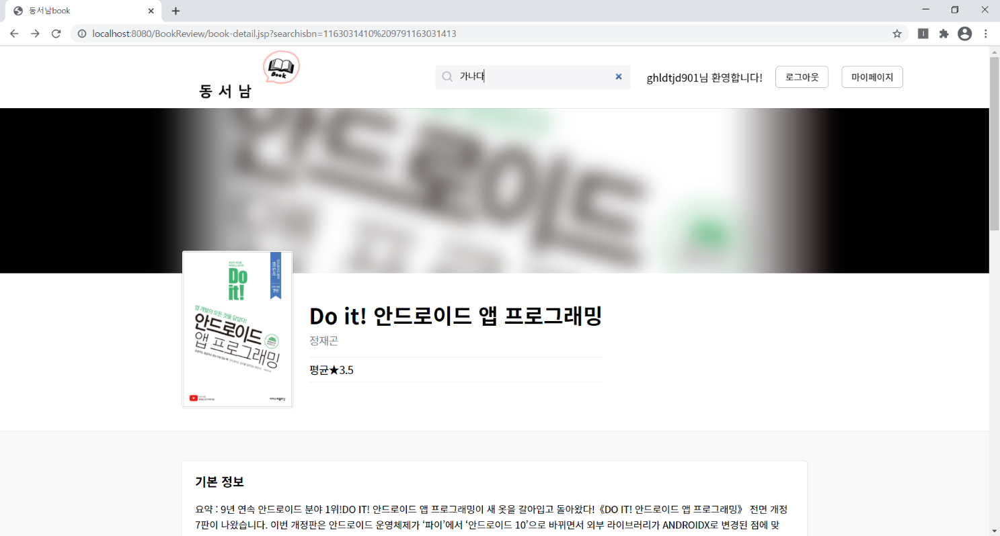 동서남book
localhost:8080/BookReview/book-detail.jsp?searchisbn=1163031410%209791163031413
Book
동 서 남
가나다
ghldtjd901님 환영합니다!
로그아웃
마이페이지
안드로이드
앱 프로그
Do
it!
앱 개발의 모든 것을 담았다!
안드로이드
앱 프로그래밍
Do it! 안드로이드 앱 프로그래밍
정재곤
평균★3.5
기본 정보
요약 : 9년 연속 안드로이드 분야 1위!DO IT! 안드로이드 앱 프로그래밍이 새 옷을 갈아입고 돌아왔다!《DO IT! 안드로이드 앱 프로그래밍》 전면 개정
7판이 나왔습니다. 이번 개정판은 안드로이드 운영체제가 ‘파이’에서 ‘안드로이드 10’으로 바뀌면서 외부 라이브러리가 ANDROIDX로 변경된 점에 맞